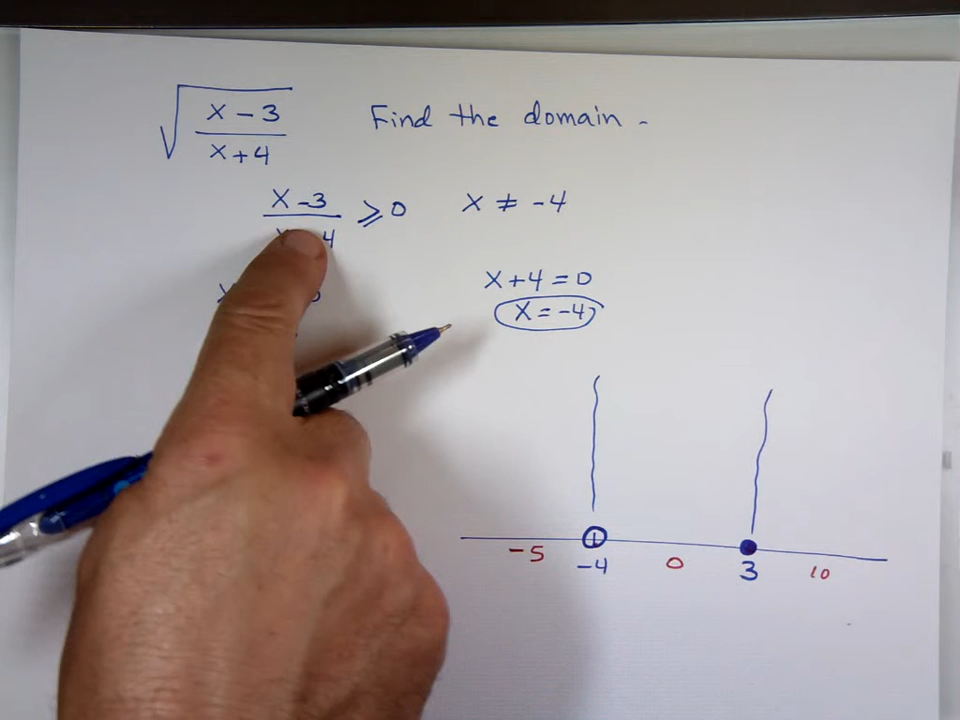 √((x-3)/(x+4)) Find the domain.
(x-3)/(x 4) ≥ 0 x ≠ -4
x+4=0
x=-4
-5 -4 0 3 10